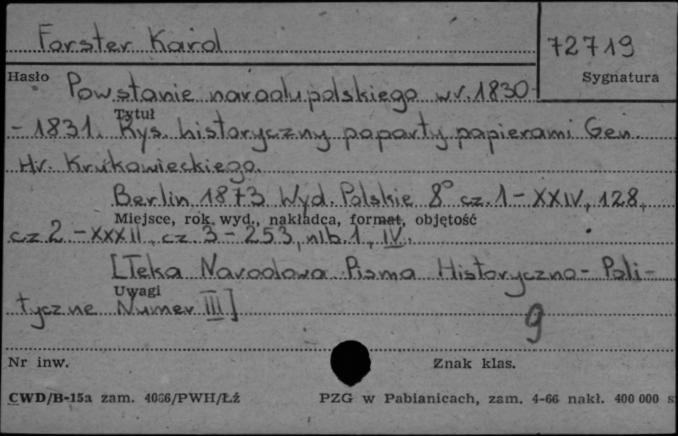 Forster Karol
72719
Hasło
Sygnatura
Powstanie narodu polskiego w r. 1830-
Tytuł
- 1831. Rys historyczny poparty papierami Gen.
Hr. Krukowieckiego.
Berlin 1873 Wyd. Polskie 8° cz. 1 - XXIV, 128,
Miejsce, rok wyd., nakładca, format, objętość
cz 2 - XXXII, cz. 3 - 253, nlb. 1, IV.
[Teka Narodowa Pisma Historyczno - Poli-
Uwagi
tyczne Numer III]
9
Nr inw.
Znak klas.
CWD/B-15a zam. 4066/PWH/Łź
PZG w Pabianicach, zam. 4-66 nakł. 400 000 s